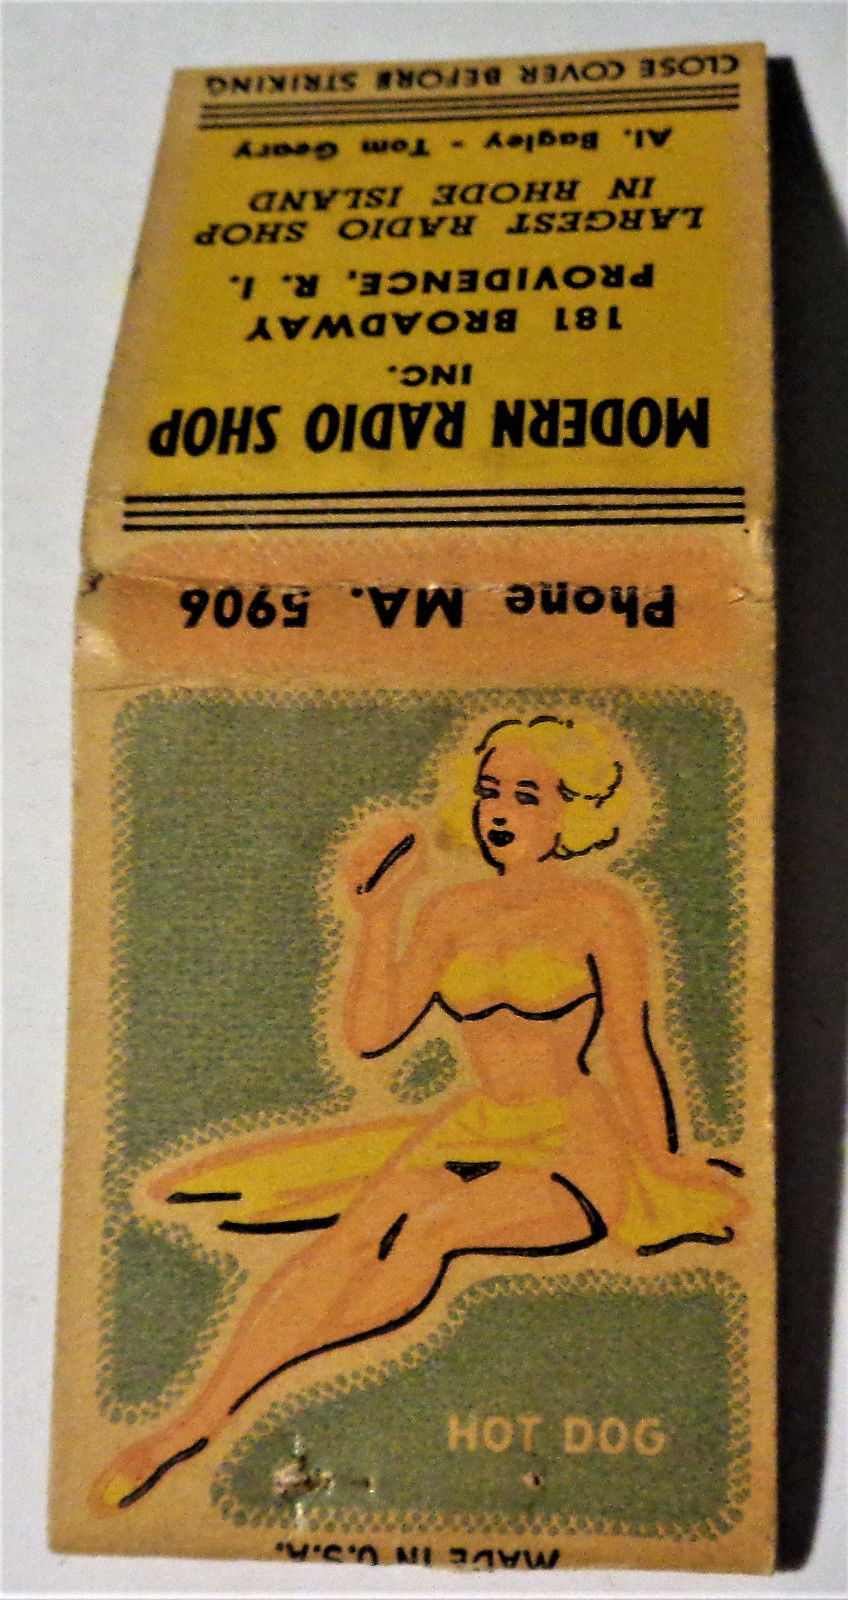 CLOSE COVER BEFORE STRIKING
Al. Bagley - Tom Geary
LARGEST RADIO SHOP
IN RHODE ISLAND
MODERN RADIO SHOP
INC.
181 BROADWAY
PROVIDENCE, R. I.
Phone MA. 5906
HOT DOG
MADE IN U.S.A.